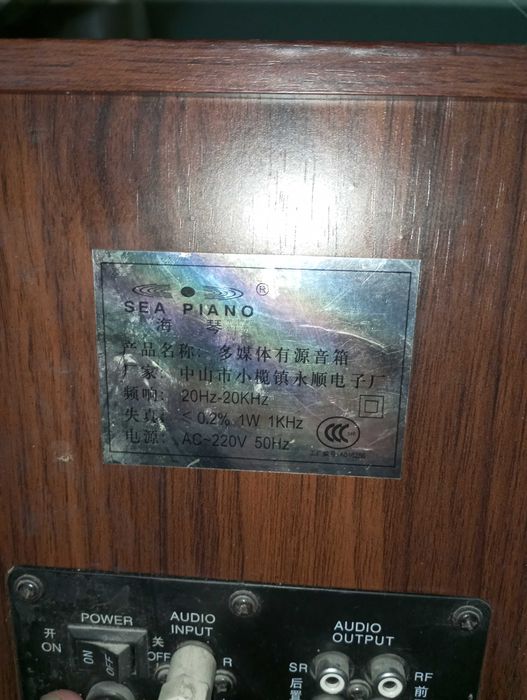 ®
SEA PIANO
海 琴
产品名称: 多媒体有源音箱
厂家: 中山市小榄镇永顺电子厂
频响: 20Hz-20KHz
失真: ≤0.2% 1W 1KHz
电源: AC~220V 50Hz
CCC
POWER
开
ON
ON
OFF
关
OFF
AUDIO
INPUT
R
AUDIO
OUTPUT
SR
后
置
RF
前